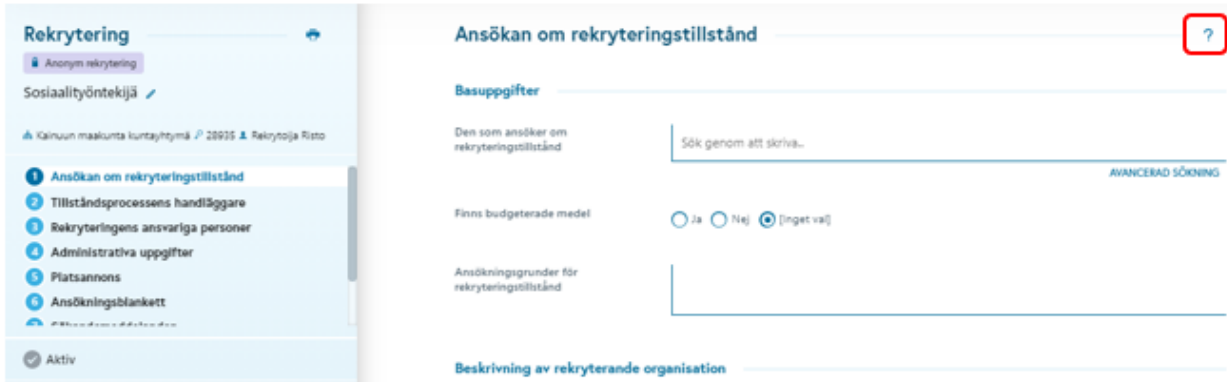 Rekrytering
Anonym rekrytering
Sosiaalityöntekijä
Kainuun maakunta kuntayhtymä 28935 Rekrytoija Risto
1 Ansökan om rekryteringstillstånd
2 Tillståndsprocessens handläggare
3 Rekryteringens ansvariga personer
4 Administrativa uppgifter
5 Platsannons
6 Ansökningsblankett
Aktiv
Ansökan om rekryteringstillstånd
?
Basuppgifter
Den som ansöker om
rekryteringstillstånd
Sök genom att skriva..
AVANCERAD SÖKNING
Finns budgeterade medel
Ja Nej [Inget val]
Ansökningsgrunder för
rekryteringstillstånd
Beskrivning av rekryterande organisation